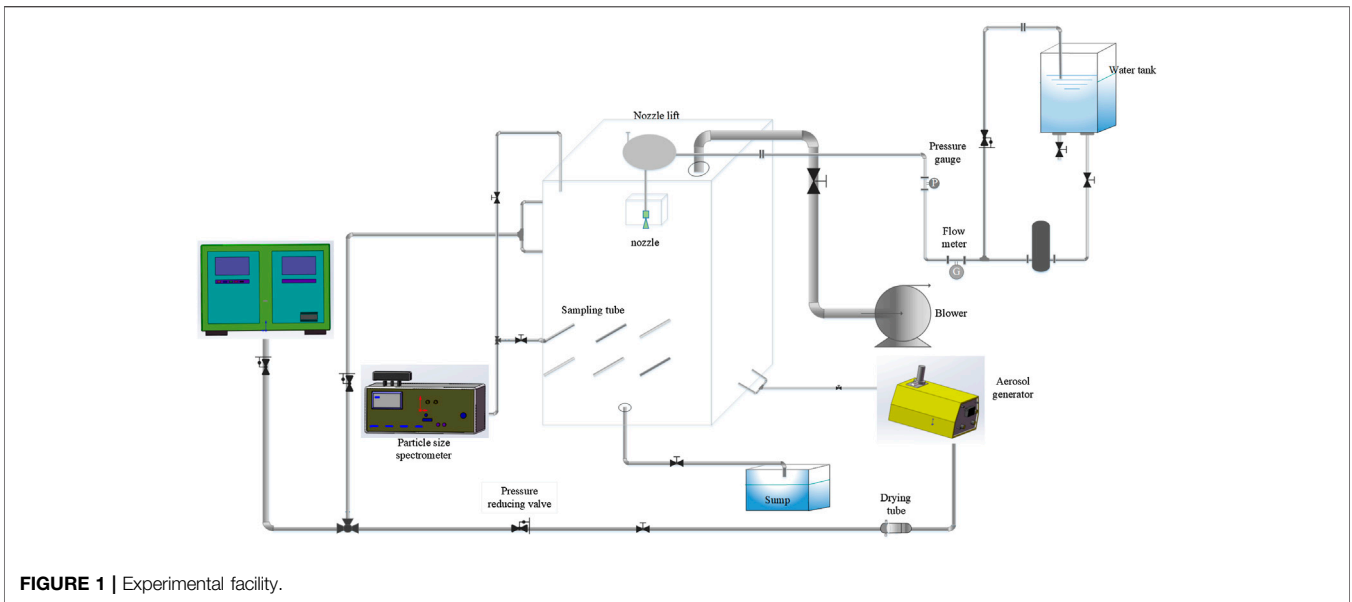 Water tank
Nozzle lift
Pressure
gauge
P
nozzle
Flow
meter
G
Sampling tube
Blower
Aerosol
generator
Particle size
spectrometer
Pressure
reducing valve
Sump
Drying
tube
FIGURE 1 | Experimental facility.